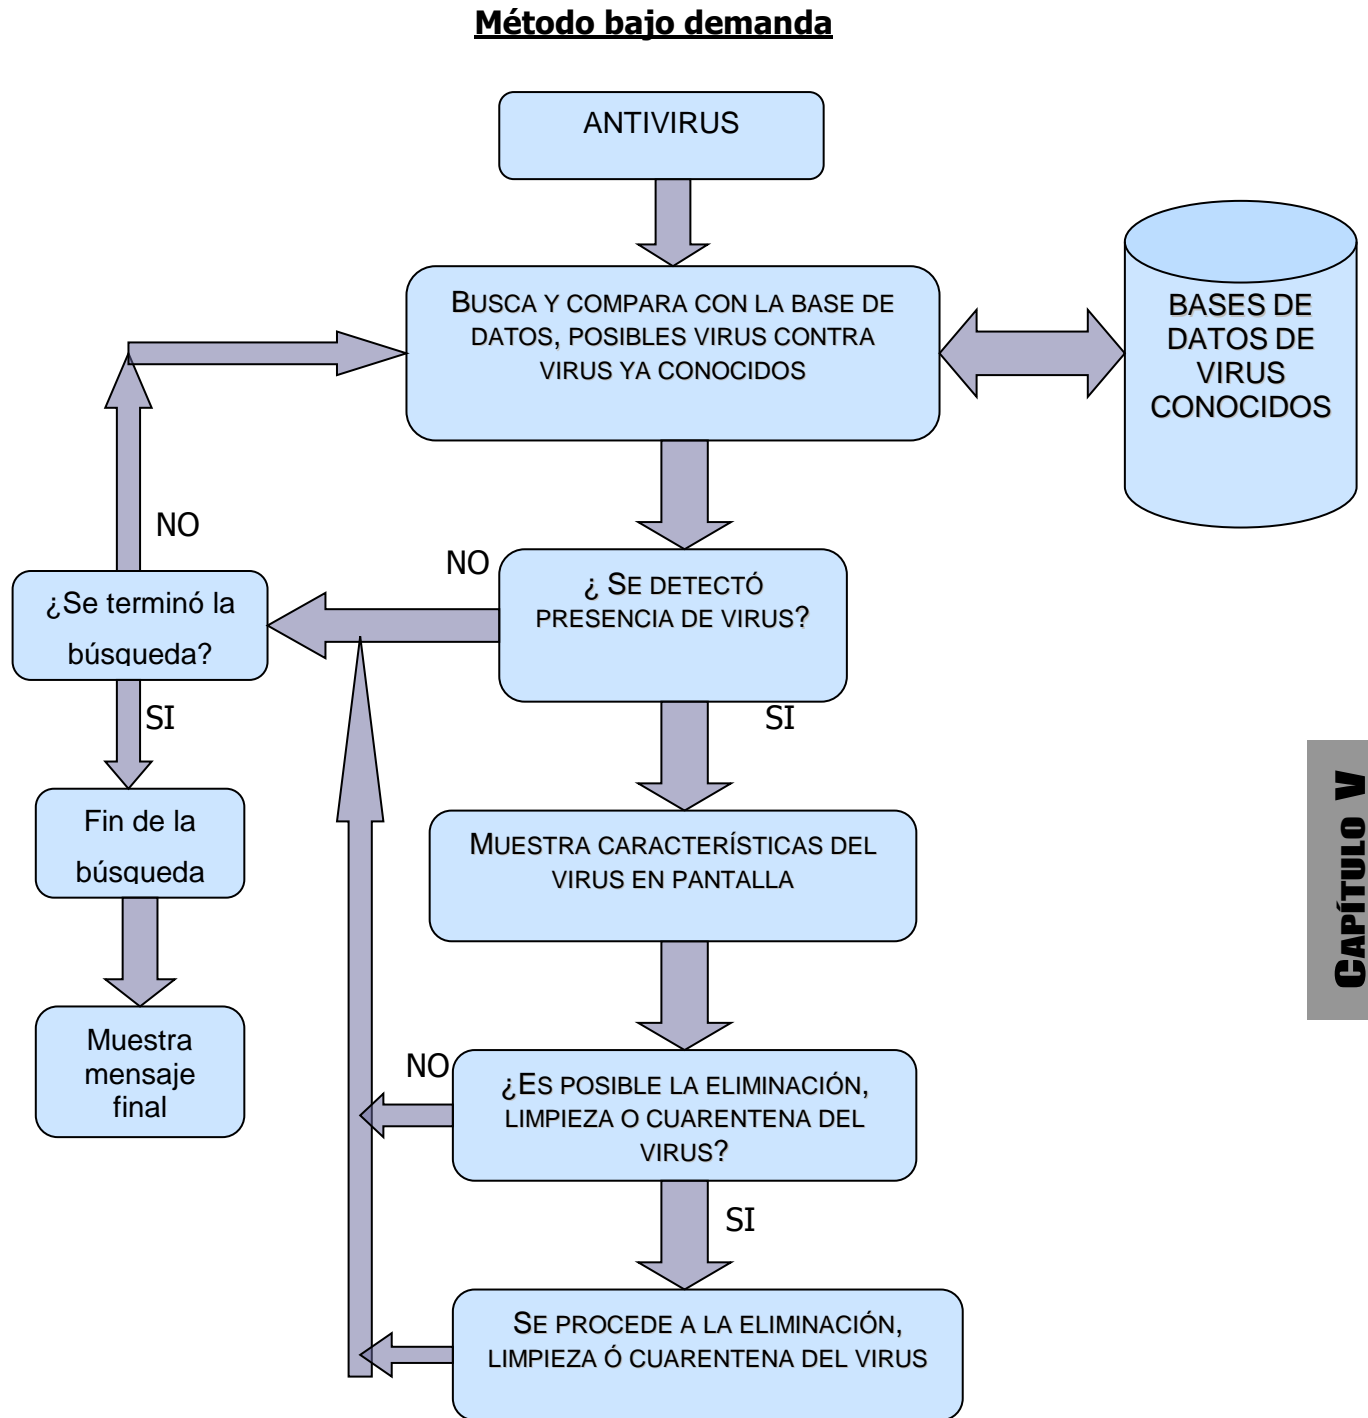 Método bajo demanda
ANTIVIRUS
BUSCA Y COMPARA CON LA BASE DE
DATOS, POSIBLES VIRUS CONTRA
VIRUS YA CONOCIDOS
BASES DE
DATOS DE
VIRUS
CONOCIDOS
NO
NO
¿ SE DETECTÓ
PRESENCIA DE VIRUS?
¿Se terminó la
búsqueda?
SI
SI
Fin de la
búsqueda
MUESTRA CARACTERÍSTICAS DEL
VIRUS EN PANTALLA
CAPÍTULO V
Muestra
mensaje
final
NO
¿ES POSIBLE LA ELIMINACIÓN,
LIMPIEZA O CUARENTENA DEL
VIRUS?
SI
SE PROCEDE A LA ELIMINACIÓN,
LIMPIEZA Ó CUARENTENA DEL VIRUS